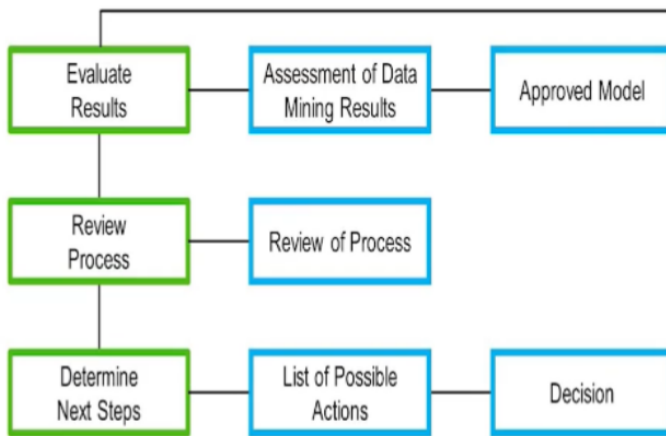 Evaluate
Results
Assessment of Data
Mining Results
Approved Model
Review
Process
Review of Process
Determine
Next Steps
List of Possible
Actions
Decision